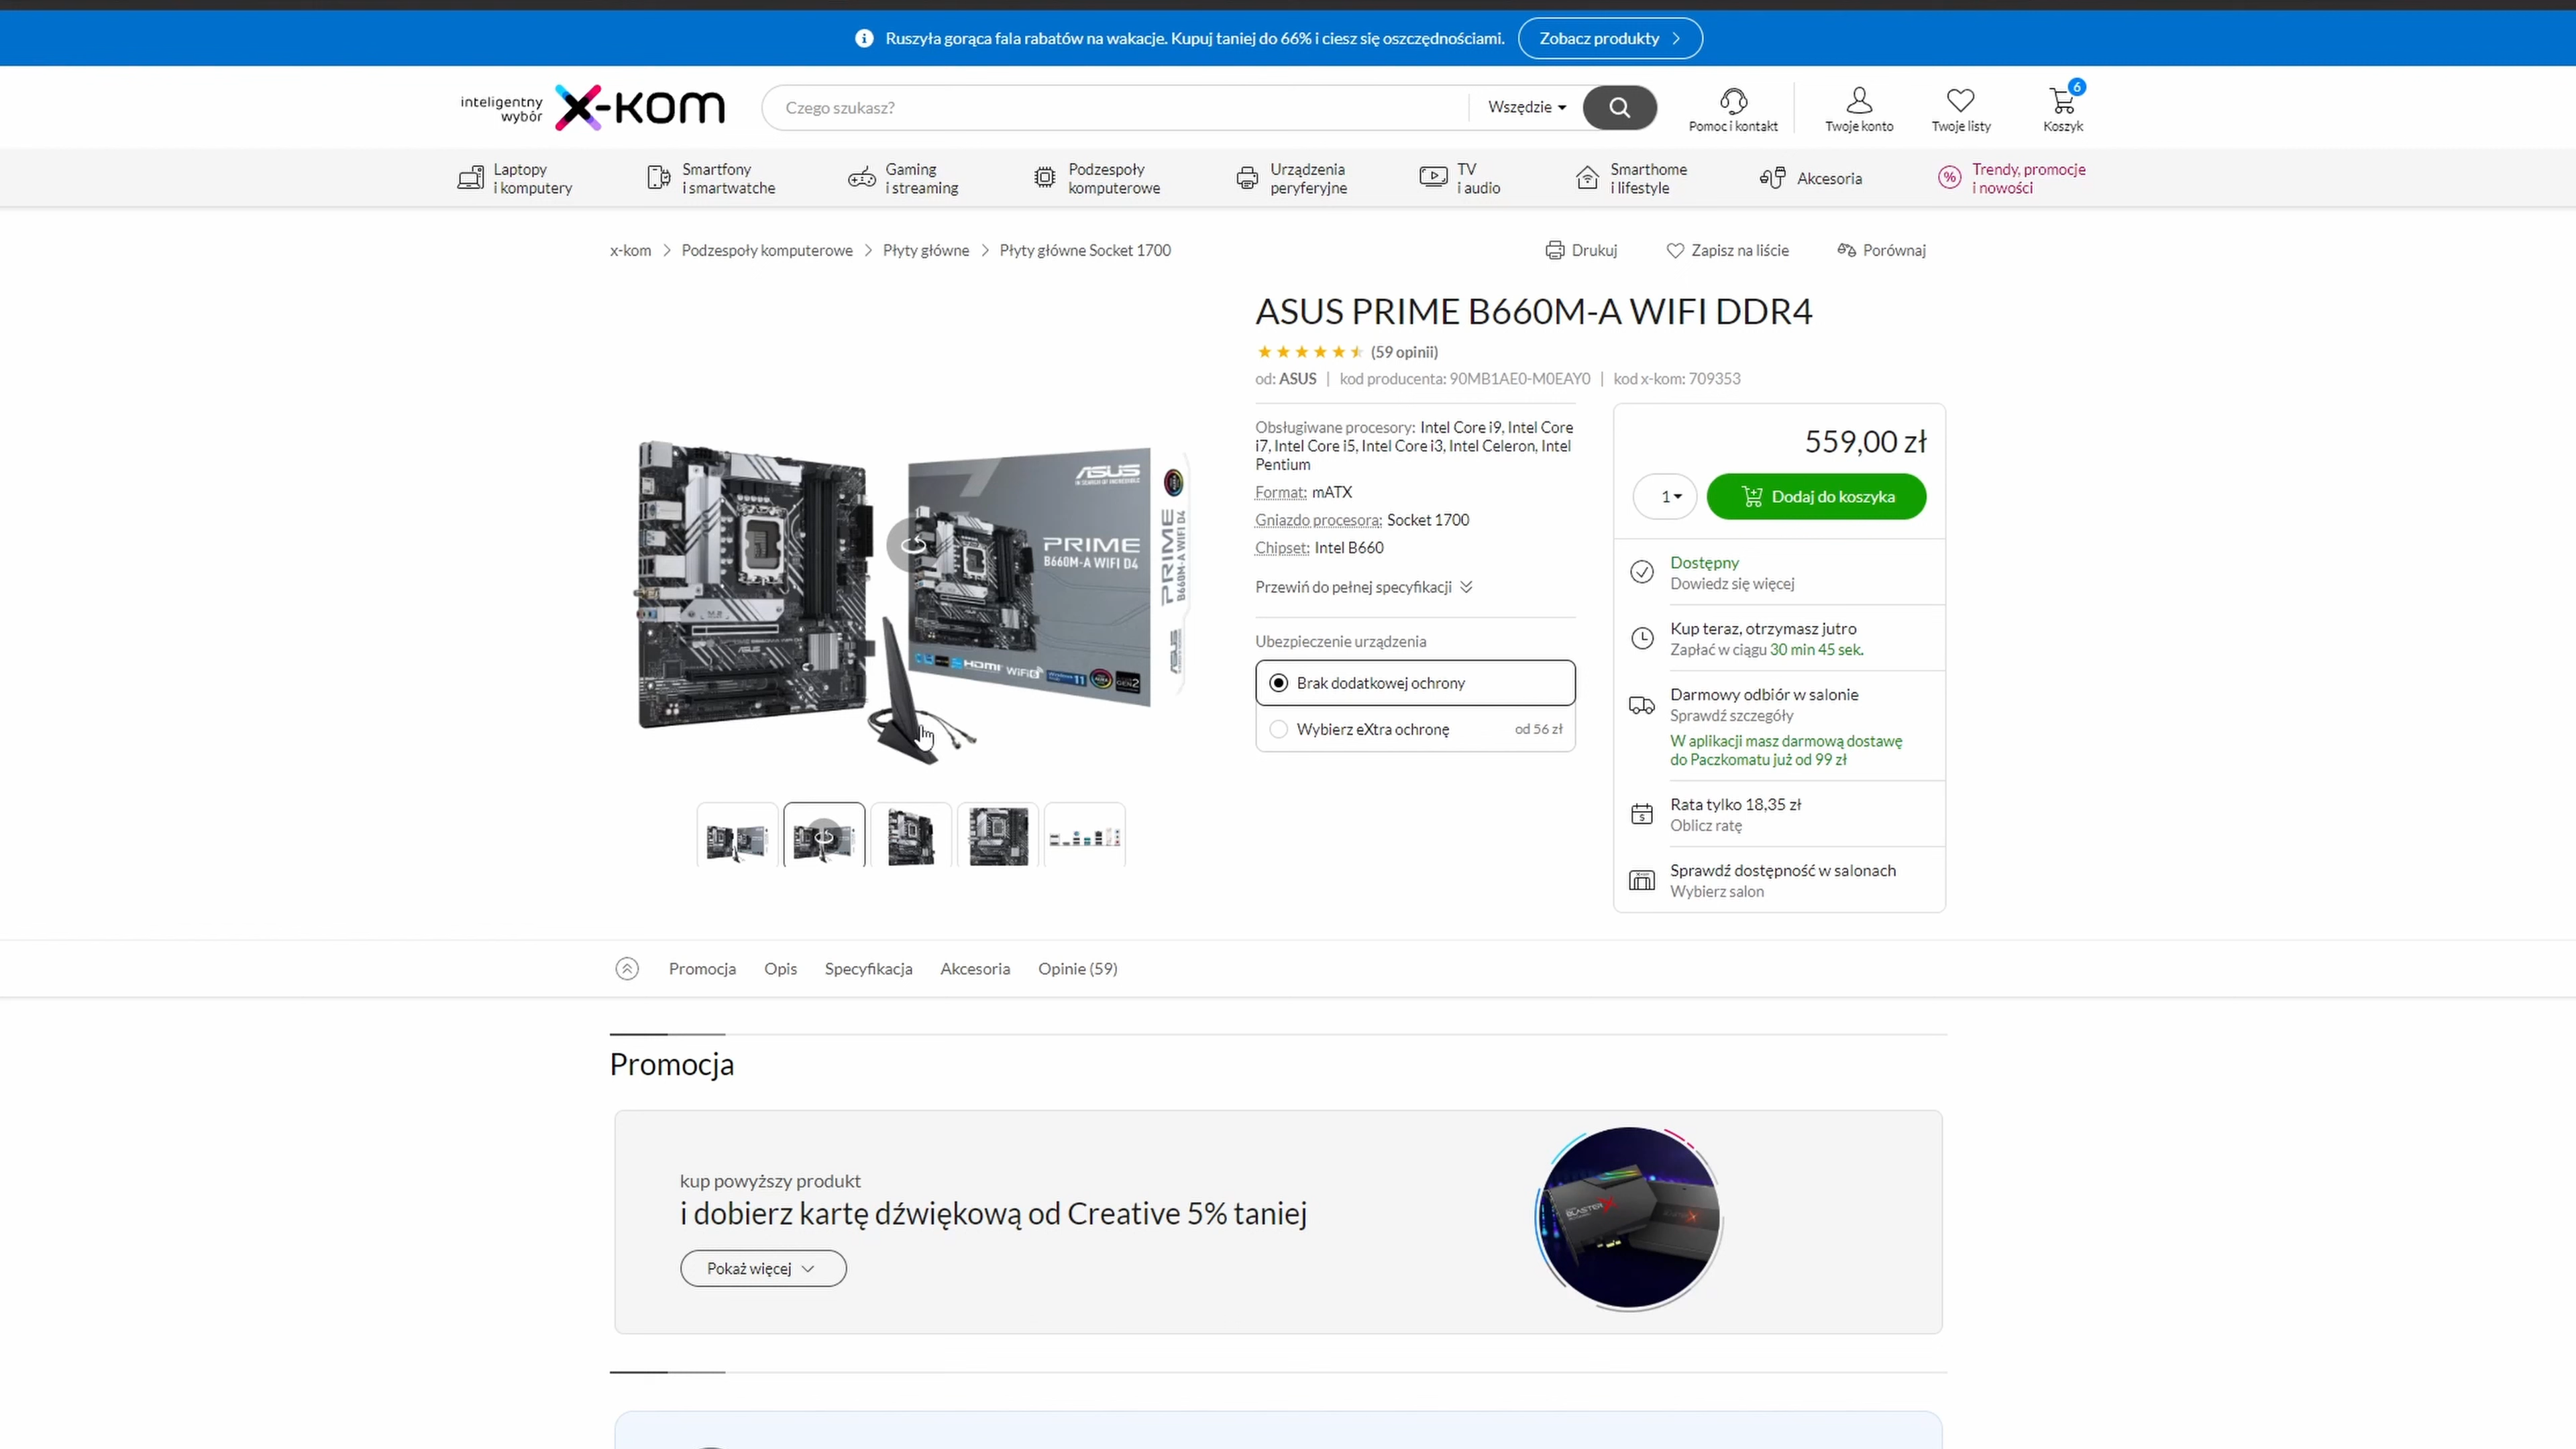 Ruszyła gorąca fala rabatów na wakacje. Kupuj taniej do 66% i ciesz się oszczędnościami.
Zobacz produkty
inteligentny
wybór
x-kom
Czego szukasz?
Wszędzie
Pomoc i kontakt
Twoje konto
Twoje listy
6
Koszyk
Laptopy
i komputery
Smartfony
i smartwatche
Gaming
i streaming
Podzespoły
komputerowe
Urządzenia
peryferyjne
TV
i audio
Smarthome
i lifestyle
Akcesoria
Trendy, promocje
i nowości
x-kom
Podzespoły komputerowe
Płyty główne
Płyty główne Socket 1700
Drukuj
Zapisz na liście
Porównaj
ASUS PRIME B660M-A WIFI DDR4
(59 opinii)
od: ASUS | kod producenta: 90MB1AE0-M0EAY0 | kod x-kom: 709353
ASUS
IN SEARCH OF INCREDIBLE
PRIME
B660M-A WIFI D4
HDMI
WiFi 6
PRIME
B660M-A WIFI D4
ASUS
Obsługiwane procesory: Intel Core i9, Intel Core
i7, Intel Core i5, Intel Core i3, Intel Celeron, Intel
Pentium
Format: mATX
Gniazdo procesora: Socket 1700
Chipset: Intel B660
Przewiń do pełnej specyfikacji
Ubezpieczenie urządzenia
Brak dodatkowej ochrony
Wybierz eXtra ochronę
od 56 zł
559,00 zł
1
Dodaj do koszyka
Dostępny
Dowiedz się więcej
Kup teraz, otrzymasz jutro
Zapłać w ciągu 30 min 45 sek.
Darmowy odbiór w salonie
Sprawdź szczegóły
W aplikacji masz darmową dostawę
do Paczkomatu już od 99 zł
Rata tylko 18,35 zł
Oblicz ratę
Sprawdź dostępność w salonach
Wybierz salon
Promocja
Opis
Specyfikacja
Akcesoria
Opinie (59)
Promocja
kup powyższy produkt
i dobierz kartę dźwiękową od Creative 5% taniej
Pokaż więcej